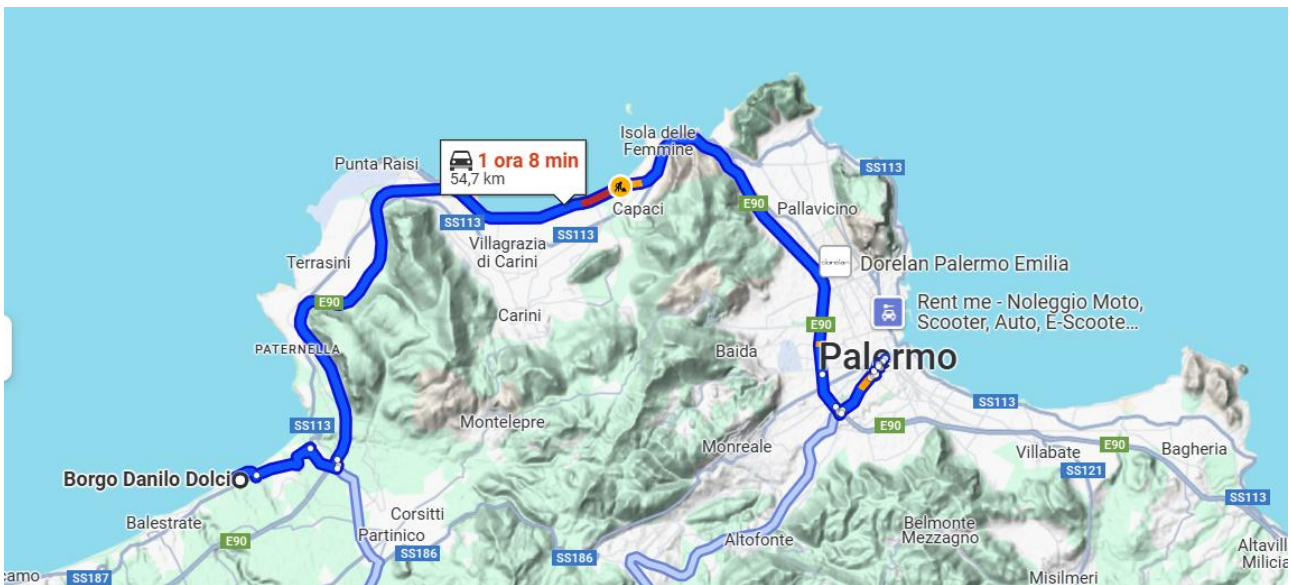 Isola delle
Femmine
Punta Raisi
1 ora 8 min
54,7 km
SS113
SS113
Capaci
E90
Pallavicino
SS113
Villagrazia
di Carini
Terrasini
Dorelan Palermo Emilia
E90
Rent me - Noleggio Moto,
Scooter, Auto, E-Scoote...
Carini
E90
PATERNELLA
Baida
Palermo
SS113
Montelepre
SS113
E90
Monreale
Villabate
E90
Bagheria
SS121
Borgo Danilo Dolci
SS113
Balestrate
Corsitti
Partinico
E90
SS186
SS186
Altofonte
Belmonte
Mezzagno
Altavill
Milicia
camo
SS187
Misilmeri